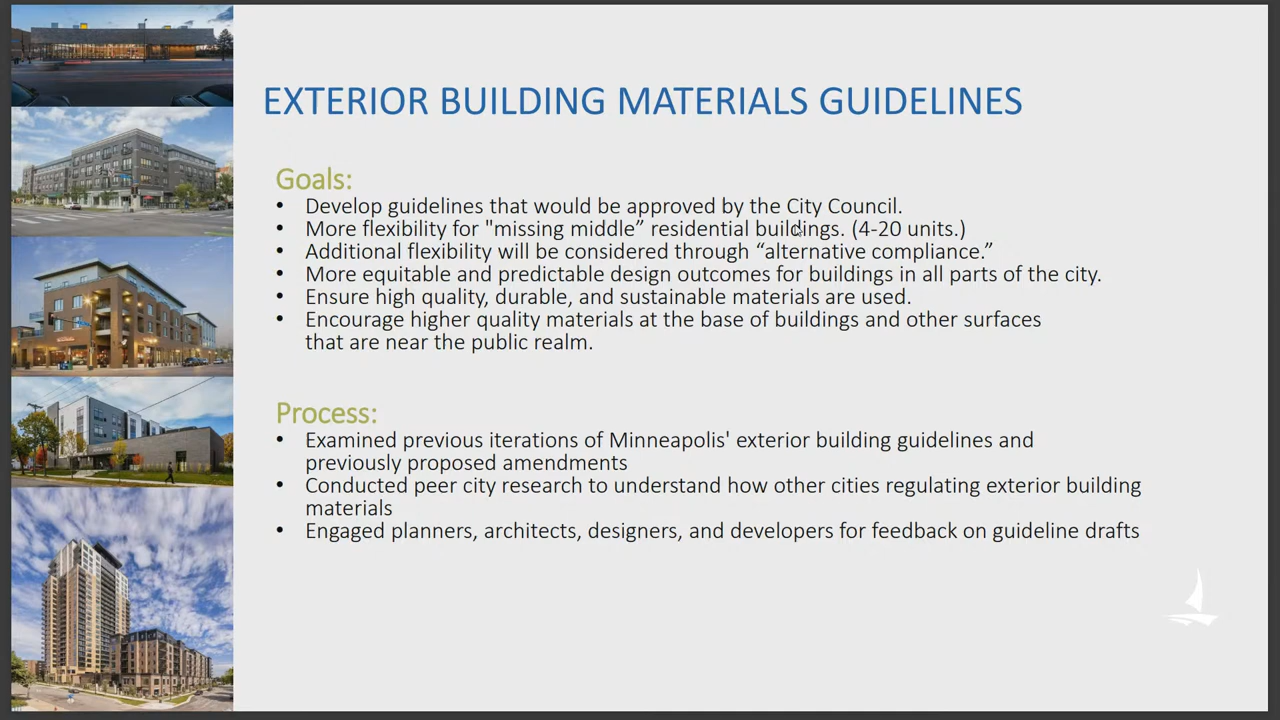 EXTERIOR BUILDING MATERIALS GUIDELINES
Goals:
• Develop guidelines that would be approved by the City Council.
• More flexibility for "missing middle” residential buildings. (4-20 units.)
• Additional flexibility will be considered through “alternative compliance.”
• More equitable and predictable design outcomes for buildings in all parts of the city.
• Ensure high quality, durable, and sustainable materials are used.
• Encourage higher quality materials at the base of buildings and other surfaces
that are near the public realm.
Process:
• Examined previous iterations of Minneapolis' exterior building guidelines and
previously proposed amendments
• Conducted peer city research to understand how other cities regulating exterior building
materials
• Engaged planners, architects, designers, and developers for feedback on guideline drafts